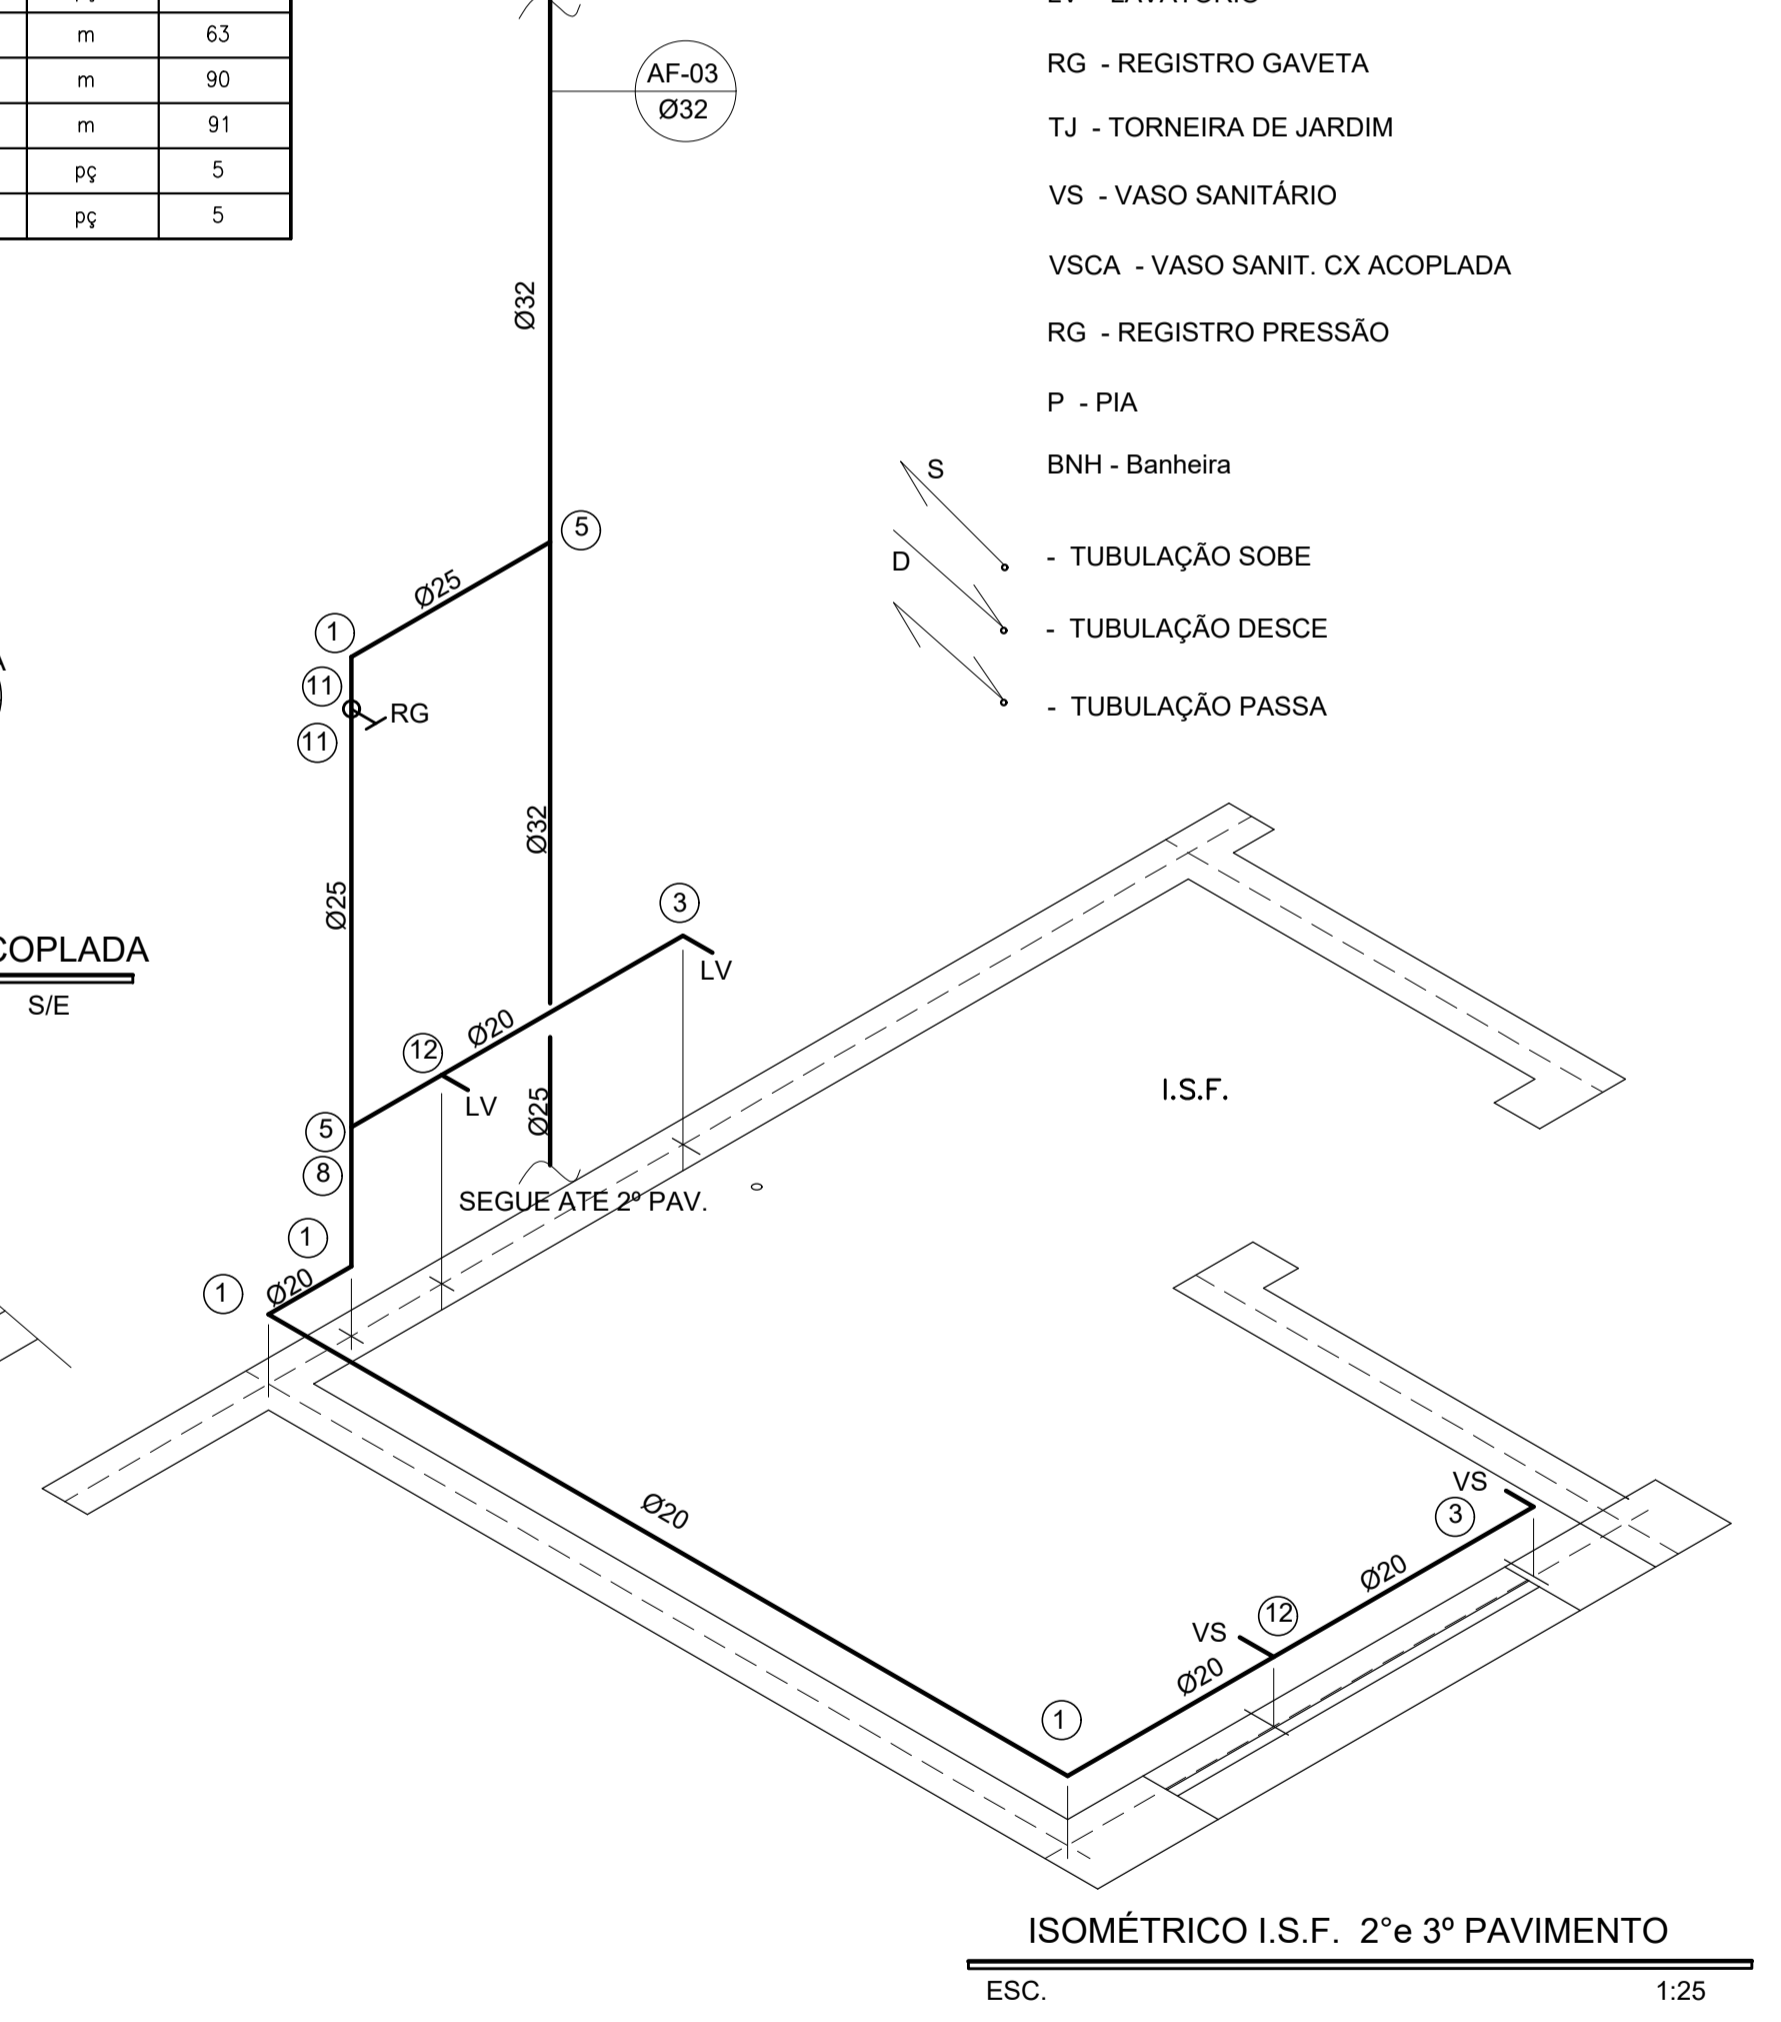 m 63
m 90
m 91
pç 5
pç 5
AF-03
Ø32
RG - REGISTRO GAVETA
TJ - TORNEIRA DE JARDIM
VS - VASO SANITÁRIO
VSCA - VASO SANIT. CX ACOPLADA
RG - REGISTRO PRESSÃO
P - PIA
BNH - Banheira
S
- TUBULAÇÃO SOBE
D
- TUBULAÇÃO DESCE
- TUBULAÇÃO PASSA
Ø32
5
Ø25
1
11
RG
11
Ø32
Ø25
3
LV
Ø20
12
LV
Ø25
5
8
SEGUE ATE 2º PAV.
1
1
Ø20
COPLADA
S/E
I.S.F.
Ø20
VS
3
Ø20
12
VS
Ø20
1
ISOMÉTRICO I.S.F. 2°e 3º PAVIMENTO
ESC. 1:25